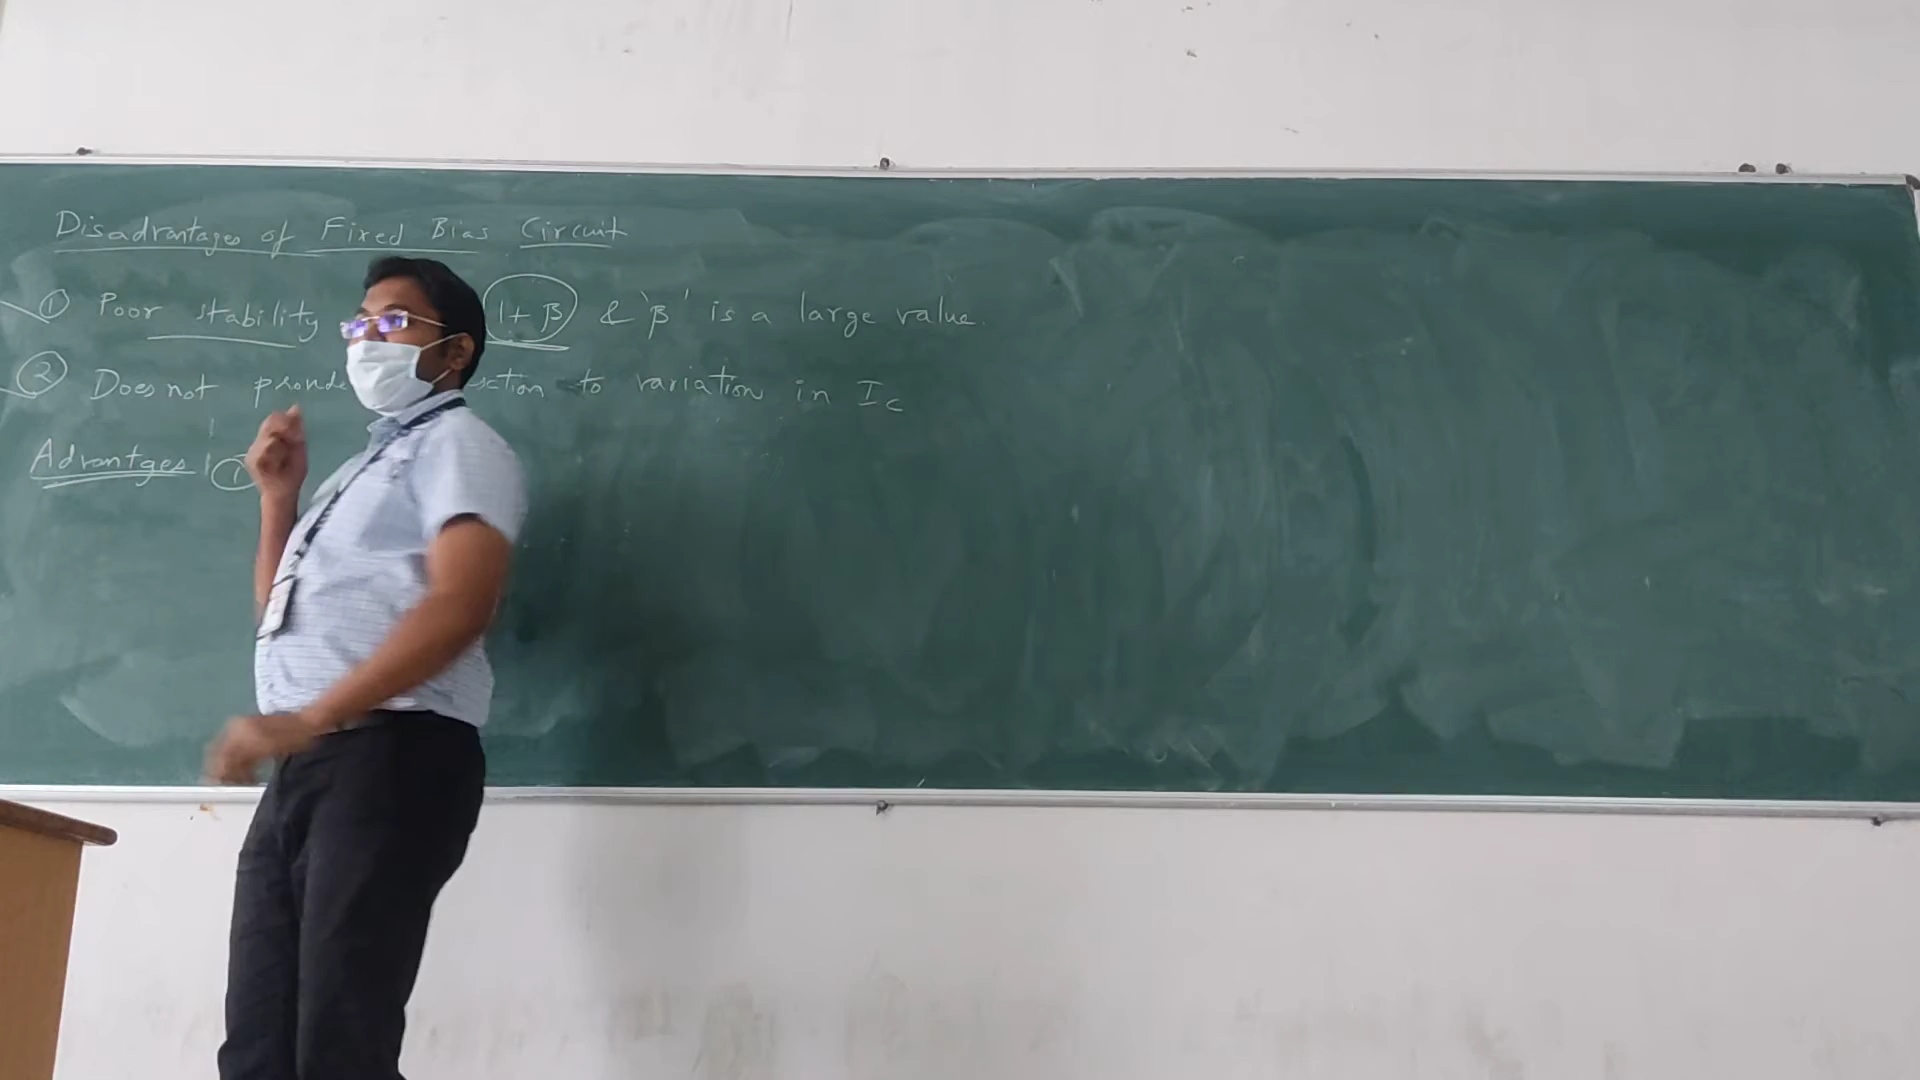 Disadvantages of Fixed Bias Circuit
① Poor stability 1+β & 'β' is a large value.
② Does not provide to variation in IC
Advantges ①